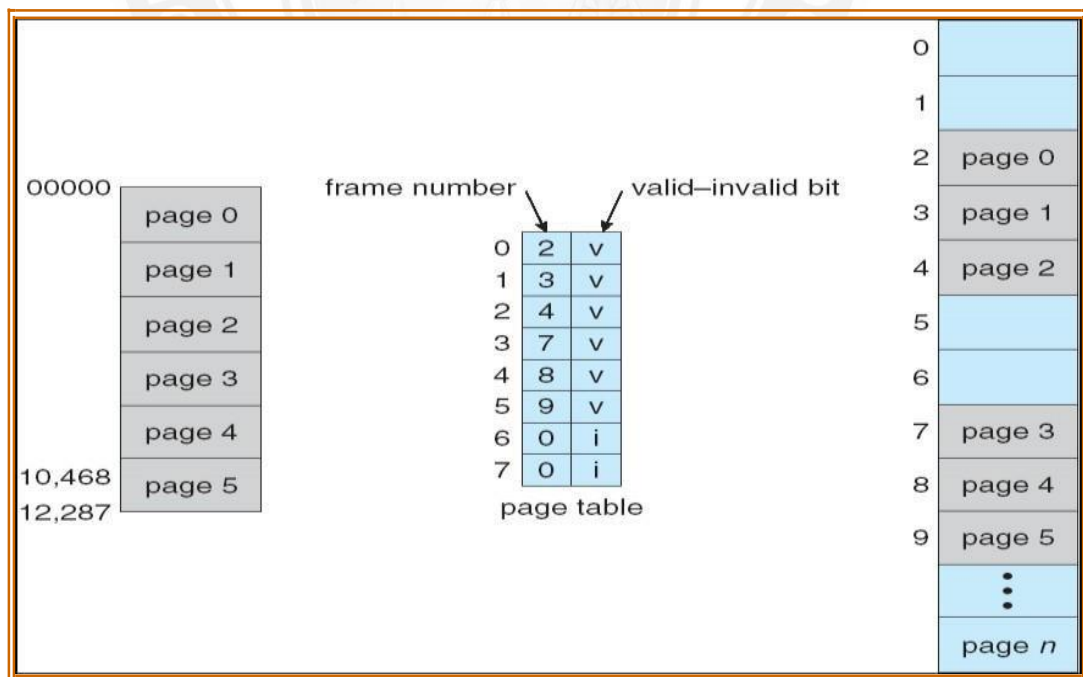 00000
page 0
page 1
page 2
page 3
page 4
10,468
page 5
12,287
frame number
valid–invalid bit
0 2 v
1 3 v
2 4 v
3 7 v
4 8 v
5 9 v
6 0 i
7 0 i
page table
0
1
2 page 0
3 page 1
4 page 2
5
6
7 page 3
8 page 4
9 page 5
page n